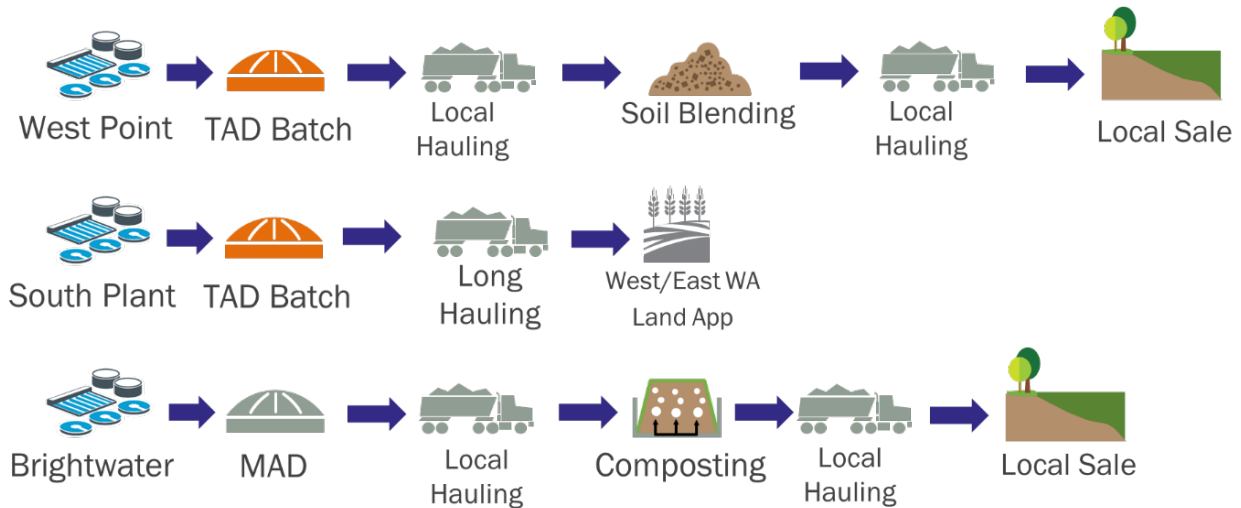 West Point
TAD Batch
Local
Hauling
Soil Blending
Local
Hauling
Local Sale
South Plant
TAD Batch
Long
Hauling
West/East WA
Land App
Brightwater
MAD
Local
Hauling
Composting
Local
Hauling
Local Sale